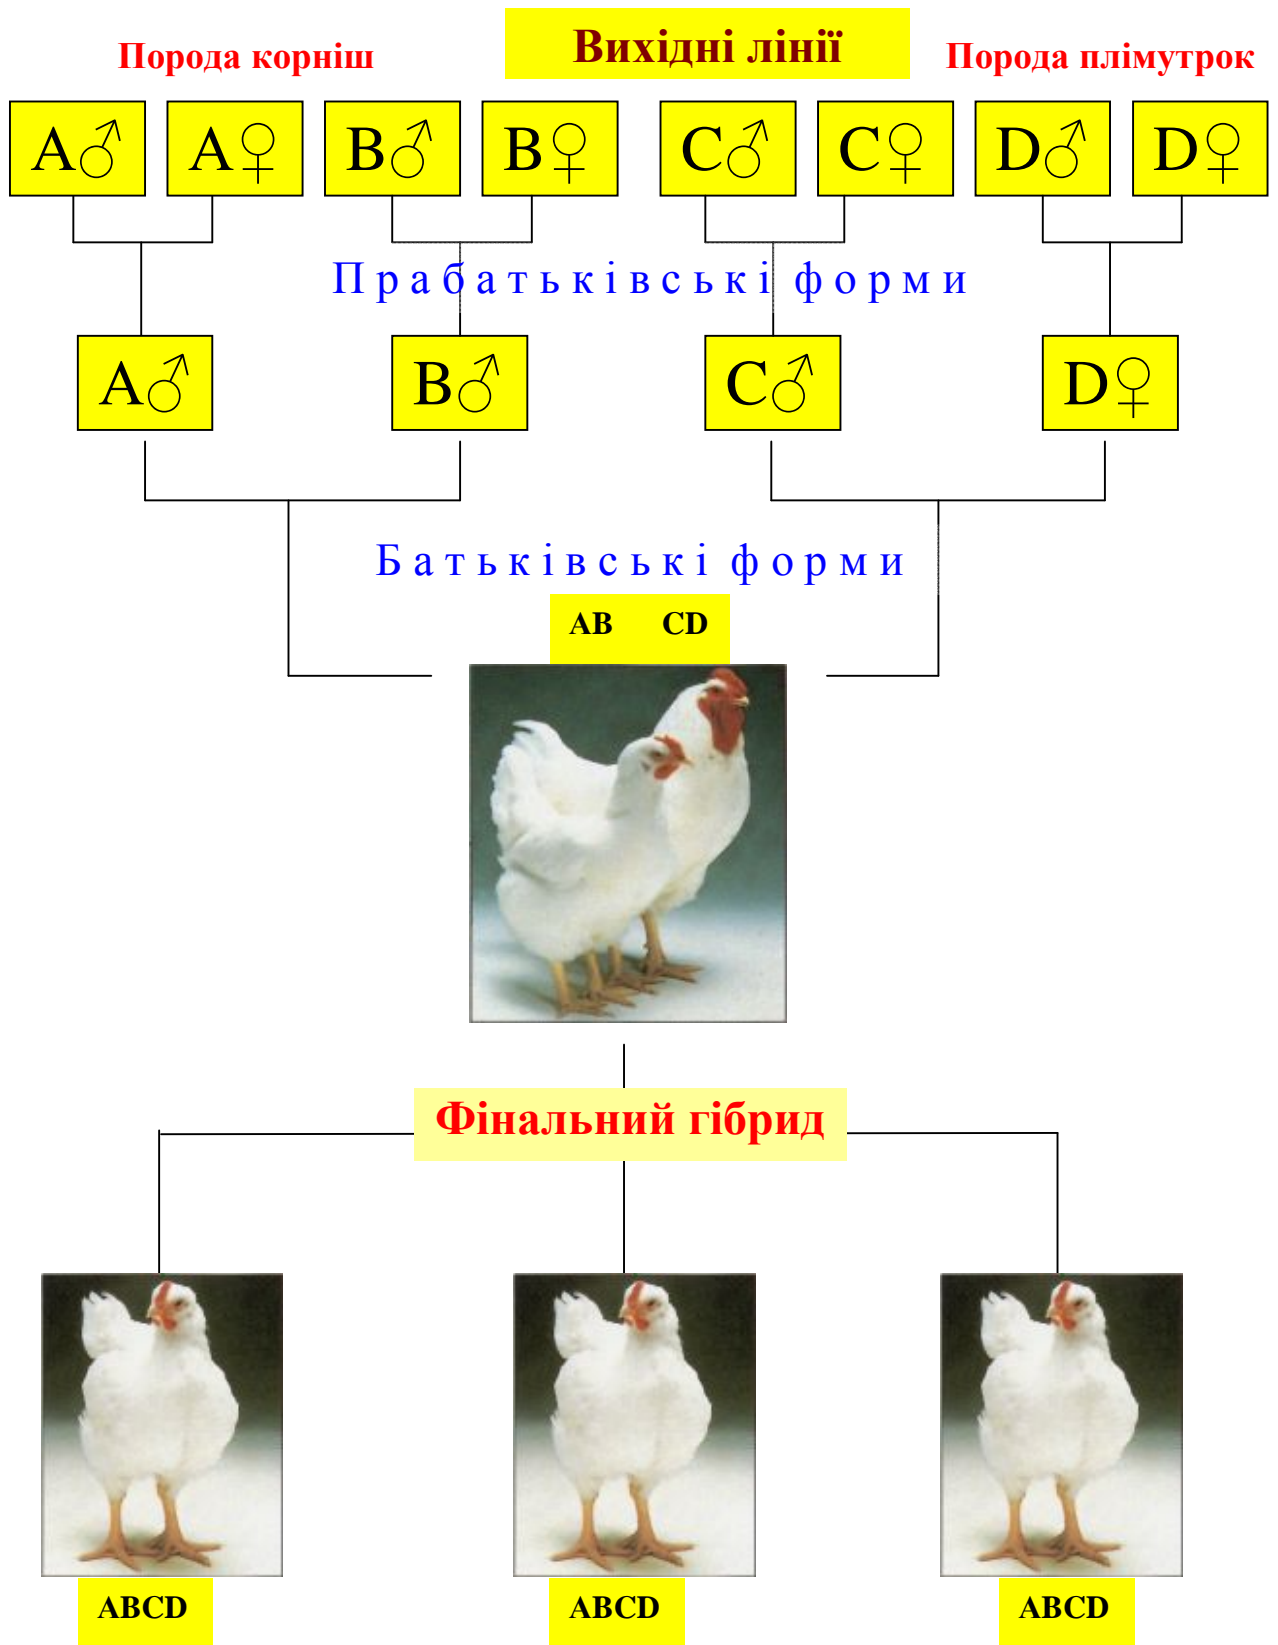 Вихідні лінії
Порода корніш
Порода плімутрок
A♂ A♀ B♂ B♀ C♂ C♀ D♂ D♀
Прабатьківські форми
A♂ B♂ C♂ D♀
Батьківські форми
AB CD
Фінальний гібрид
ABCD ABCD ABCD